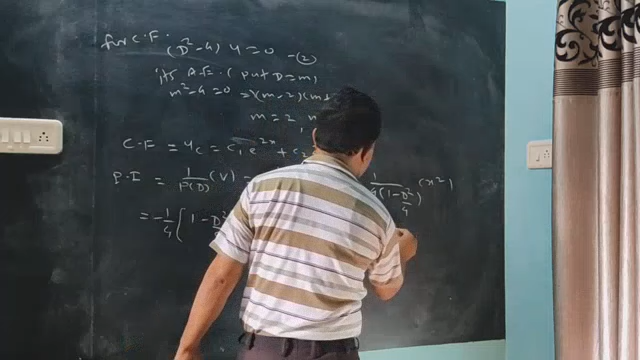 for C.F. (D²-4) y = 0 -(2)
its A.E. (put D=m)
m²-4=0 ⇒(m-2)(m+
m = 2
C.F = y_c = c₁ e^{2x} + c₂
P.I = 1/F(D) (V) = 1/4(1-D²/4) (x²)
= -1/4 [1 - D²